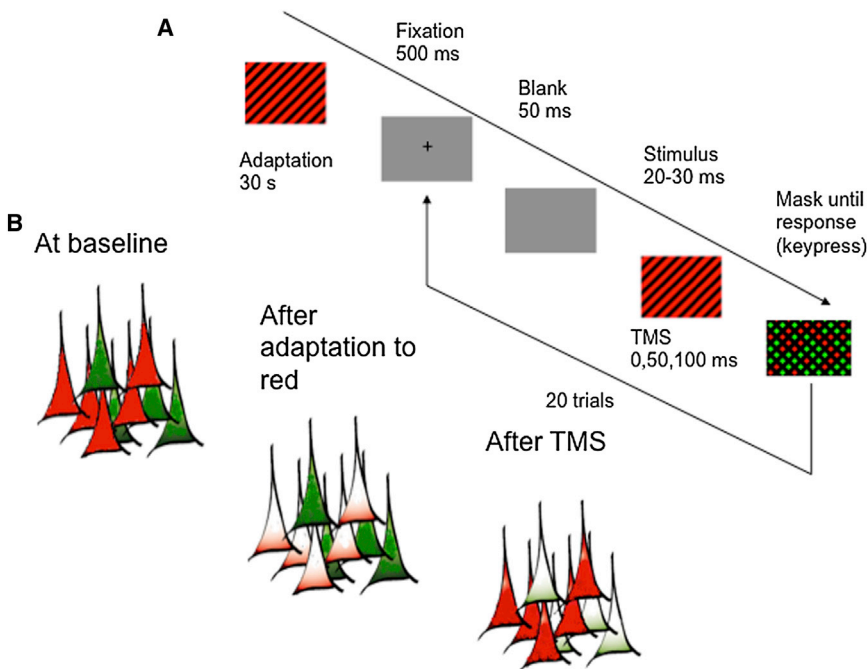 A
Fixation
500 ms
Blank
50 ms
Adaptation
30 s
+
Stimulus
20-30 ms
Mask until
response
(keypress)
TMS
0,50,100 ms
20 trials
B
At baseline
After
adaptation to
red
After TMS